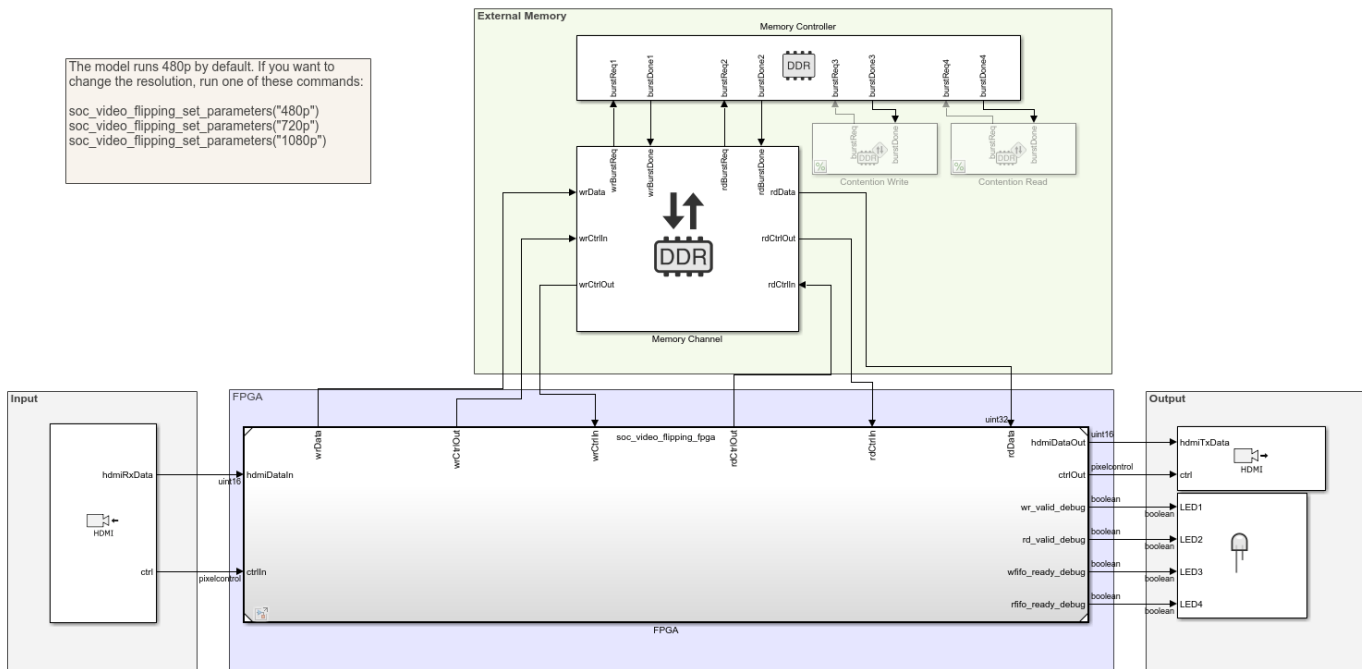 External Memory
Memory Controller
The model runs 480p by default. If you want to
change the resolution, run one of these commands:
soc_video_flipping_set_parameters("480p")
soc_video_flipping_set_parameters("720p")
soc_video_flipping_set_parameters("1080p")
burstReq1
burstDone1
burstReq2
burstDone2
DDR
burstReq3
burstDone3
burstReq4
burstDone4
burstReq
DDR
burstDone
Contention Write
burstReq
DDR
burstDone
Contention Read
wrBurstReq
wrBurstDone
rdBurstReq
rdBurstDone
wrData
rdData
wrCtrlIn
rdCtrlOut
DDR
wrCtrlOut
rdCtrlIn
Memory Channel
Input
hdmiRxData
HDMI
ctrl
uint16
pixelcontrol
FPGA
wrData
wrCtrlOut
wrCtrlIn
soc_video_flipping_fpga
rdCtrlOut
rdCtrlIn
uint32
rdData
hdmiDataIn
ctrlIn
hdmiDataOut
ctrlOut
wr_valid_debug
rd_valid_debug
wfifo_ready_debug
rfifo_ready_debug
FPGA
Output
uint16
hdmiTxData
HDMI
pixelcontrol
ctrl
boolean
boolean
LED1
boolean
boolean
LED2
boolean
boolean
LED3
boolean
boolean
LED4